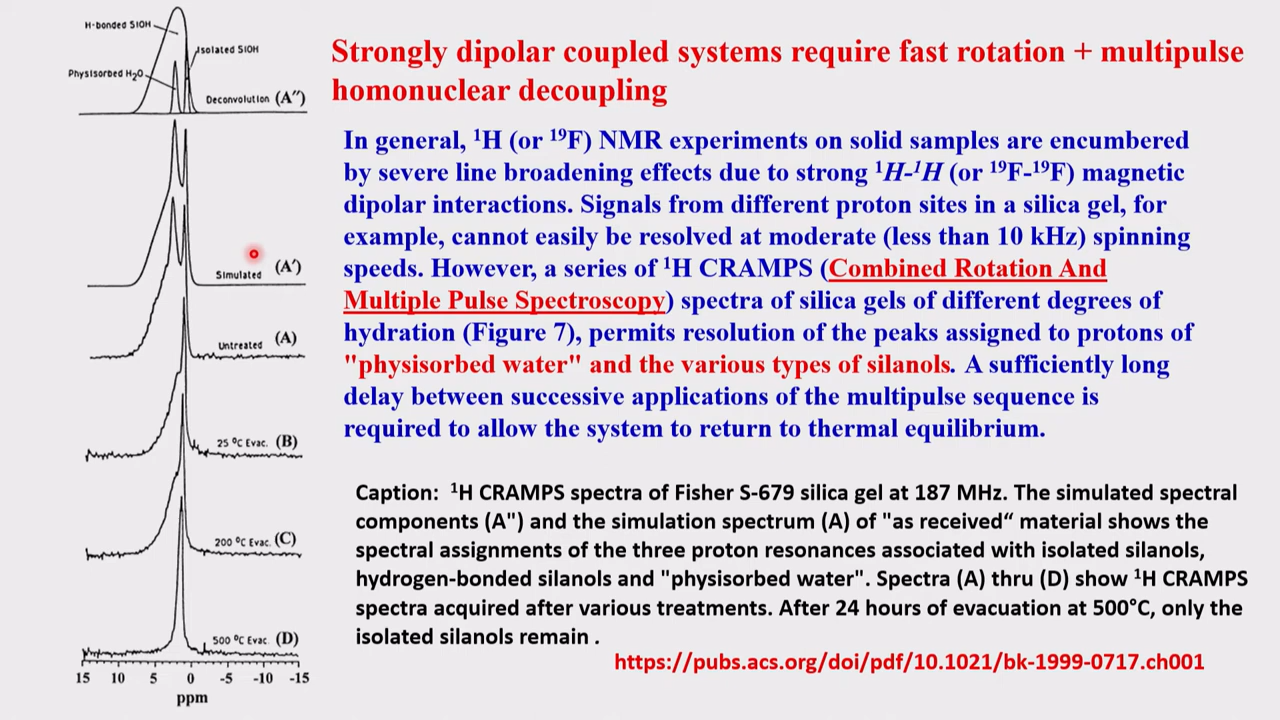 H-bonded SiOH
Isolated SiOH
Physisorbed H₂O
Deconvolution (A″)
Simulated (A′)
Untreated (A)
25 °C Evac. (B)
200 °C Evac. (C)
500 °C Evac. (D)
15 10 5 0 -5 -10 -15
ppm
Strongly dipolar coupled systems require fast rotation + multipulse
homonuclear decoupling
In general, ¹H (or ¹⁹F) NMR experiments on solid samples are encumbered
by severe line broadening effects due to strong ¹H-¹H (or ¹⁹F-¹⁹F) magnetic
dipolar interactions. Signals from different proton sites in a silica gel, for
example, cannot easily be resolved at moderate (less than 10 kHz) spinning
speeds. However, a series of ¹H CRAMPS (Combined Rotation And
Multiple Pulse Spectroscopy) spectra of silica gels of different degrees of
hydration (Figure 7), permits resolution of the peaks assigned to protons of
"physisorbed water" and the various types of silanols. A sufficiently long
delay between successive applications of the multipulse sequence is
required to allow the system to return to thermal equilibrium.
Caption: ¹H CRAMPS spectra of Fisher S-679 silica gel at 187 MHz. The simulated spectral
components (A") and the simulation spectrum (A) of "as received“ material shows the
spectral assignments of the three proton resonances associated with isolated silanols,
hydrogen-bonded silanols and "physisorbed water". Spectra (A) thru (D) show ¹H CRAMPS
spectra acquired after various treatments. After 24 hours of evacuation at 500°C, only the
isolated silanols remain .
https://pubs.acs.org/doi/pdf/10.1021/bk-1999-0717.ch001